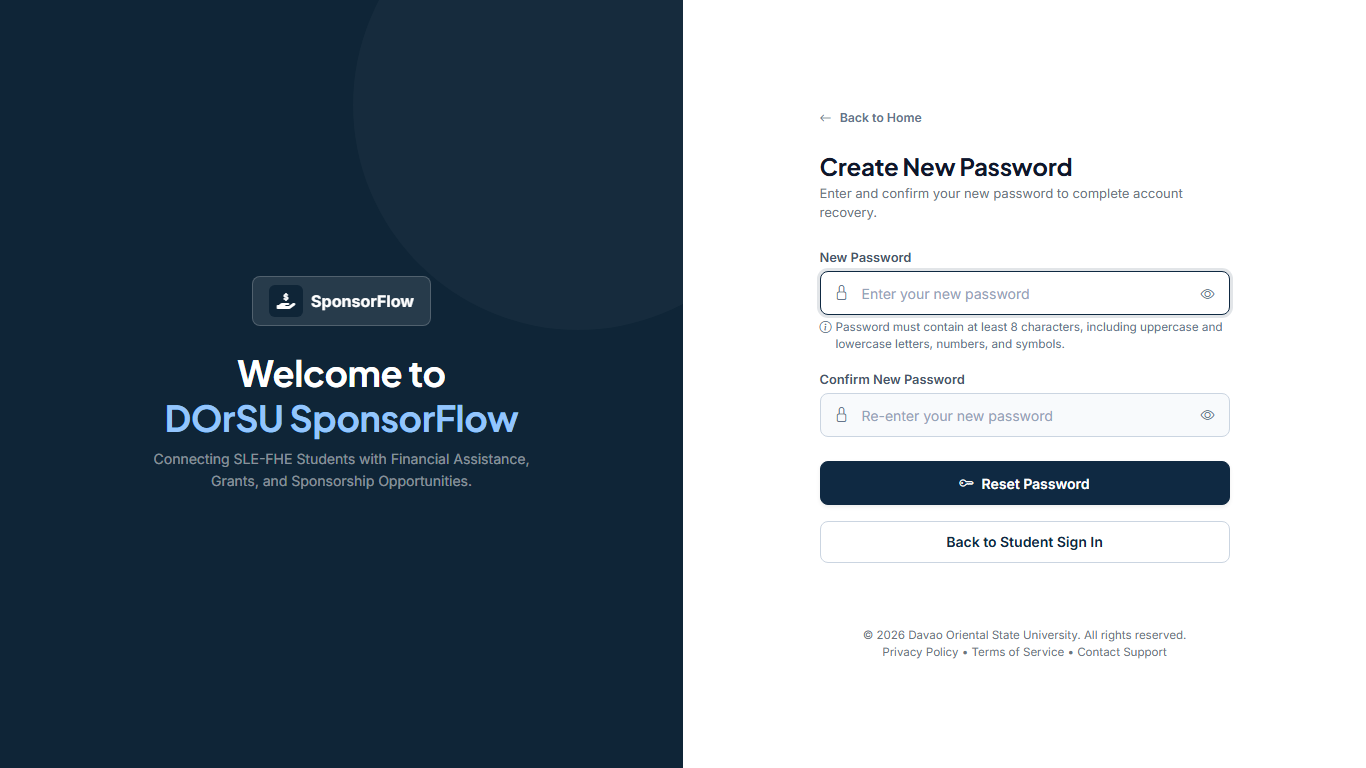 SponsorFlow
Welcome to
DOrSU SponsorFlow
Connecting SLE-FHE Students with Financial Assistance,
Grants, and Sponsorship Opportunities.
← Back to Home
Create New Password
Enter and confirm your new password to complete account
recovery.
New Password
Enter your new password
Password must contain at least 8 characters, including uppercase and
lowercase letters, numbers, and symbols.
Confirm New Password
Re-enter your new password
Reset Password
Back to Student Sign In
© 2026 Davao Oriental State University. All rights reserved.
Privacy Policy • Terms of Service • Contact Support